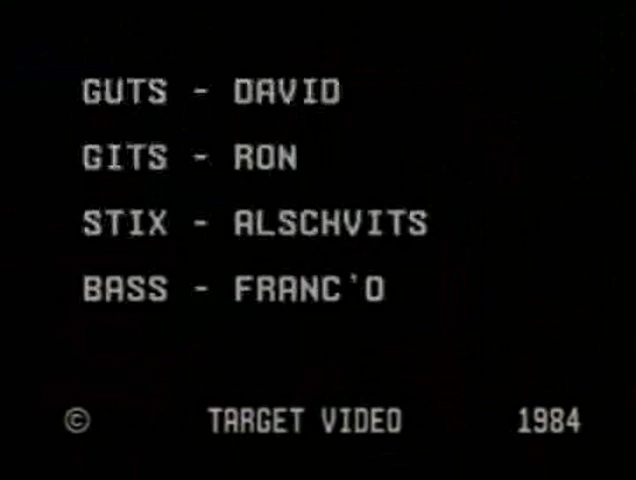 GUTS - DAVID
GITS - RON
STIX - ALSCHVITS
BASS - FRANC'O
© TARGET VIDEO 1984